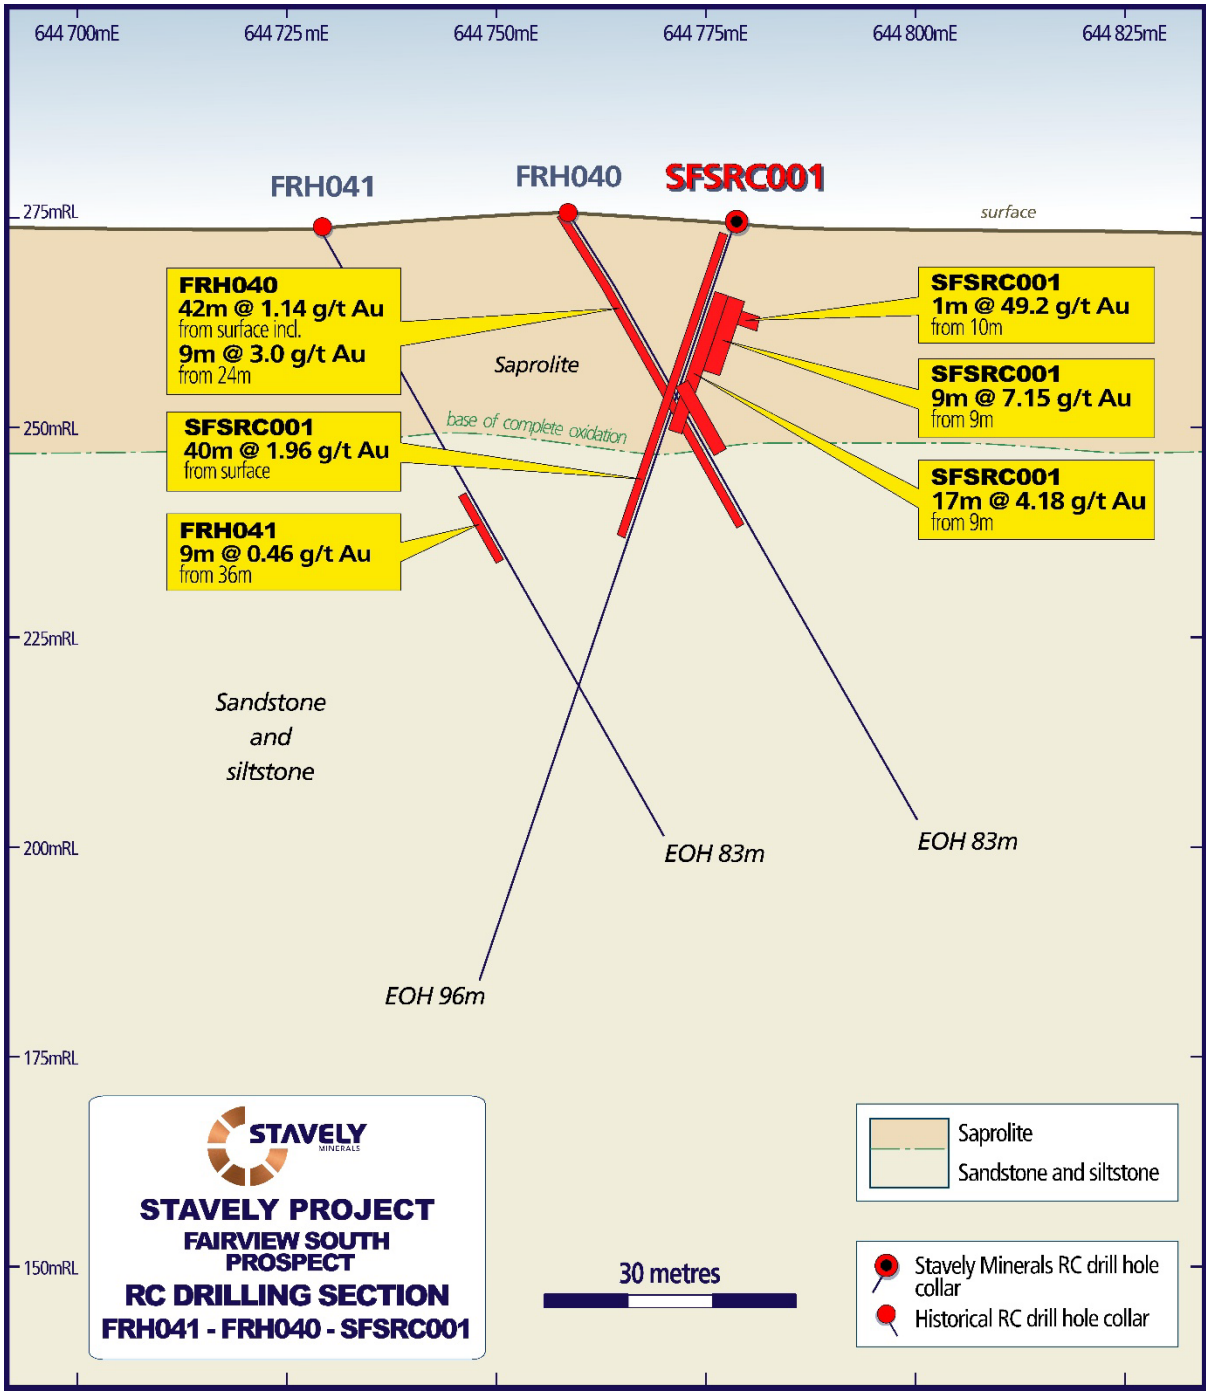 644 700mE
644 725 mE
644 750mE
644 775mE
644 800mE
644 825mE
FRH041
FRH040
SFSRC001
275mRL
surface
FRH040
42m @ 1.14 g/t Au
from surface incl.
9m @ 3.0 g/t Au
from 24m
SFSRC001
1m @ 49.2 g/t Au
from 10m
Saprolite
SFSRC001
9m @ 7.15 g/t Au
from 9m
250mRL
base of complete oxidation
SFSRC001
40m @ 1.96 g/t Au
from surface
SFSRC001
17m @ 4.18 g/t Au
from 9m
FRH041
9m @ 0.46 g/t Au
from 36m
225mRL
Sandstone
and
siltstone
200mRL
EOH 83m
EOH 83m
EOH 96m
175mRL
STAVELY
MINERALS
STAVELY PROJECT
FAIRVIEW SOUTH
PROSPECT
RC DRILLING SECTION
FRH041 - FRH040 - SFSRC001
150mRL
30 metres
Saprolite
Sandstone and siltstone
Stavely Minerals RC drill hole
collar
Historical RC drill hole collar